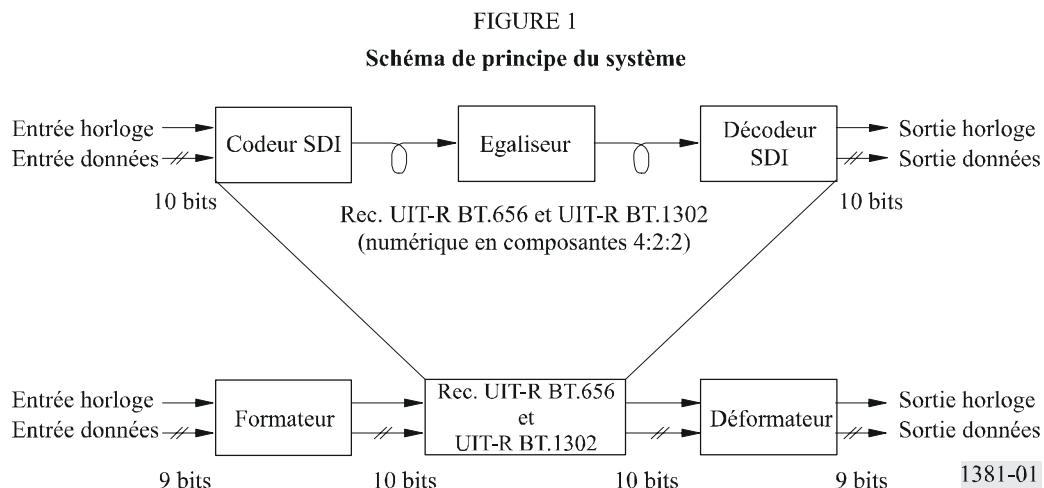 FIGURE 1
Schéma de principe du système
Entrée horloge
Entrée données
Codeur SDI
Egaliseur
Décodeur
SDI
Sortie horloge
Sortie données
10 bits
10 bits
Rec. UIT-R BT.656 et UIT-R BT.1302
(numérique en composantes 4:2:2)
Entrée horloge
Entrée données
Formateur
Rec. UIT-R BT.656
et
UIT-R BT.1302
Déformateur
Sortie horloge
Sortie données
9 bits
10 bits
10 bits
9 bits
1381-01